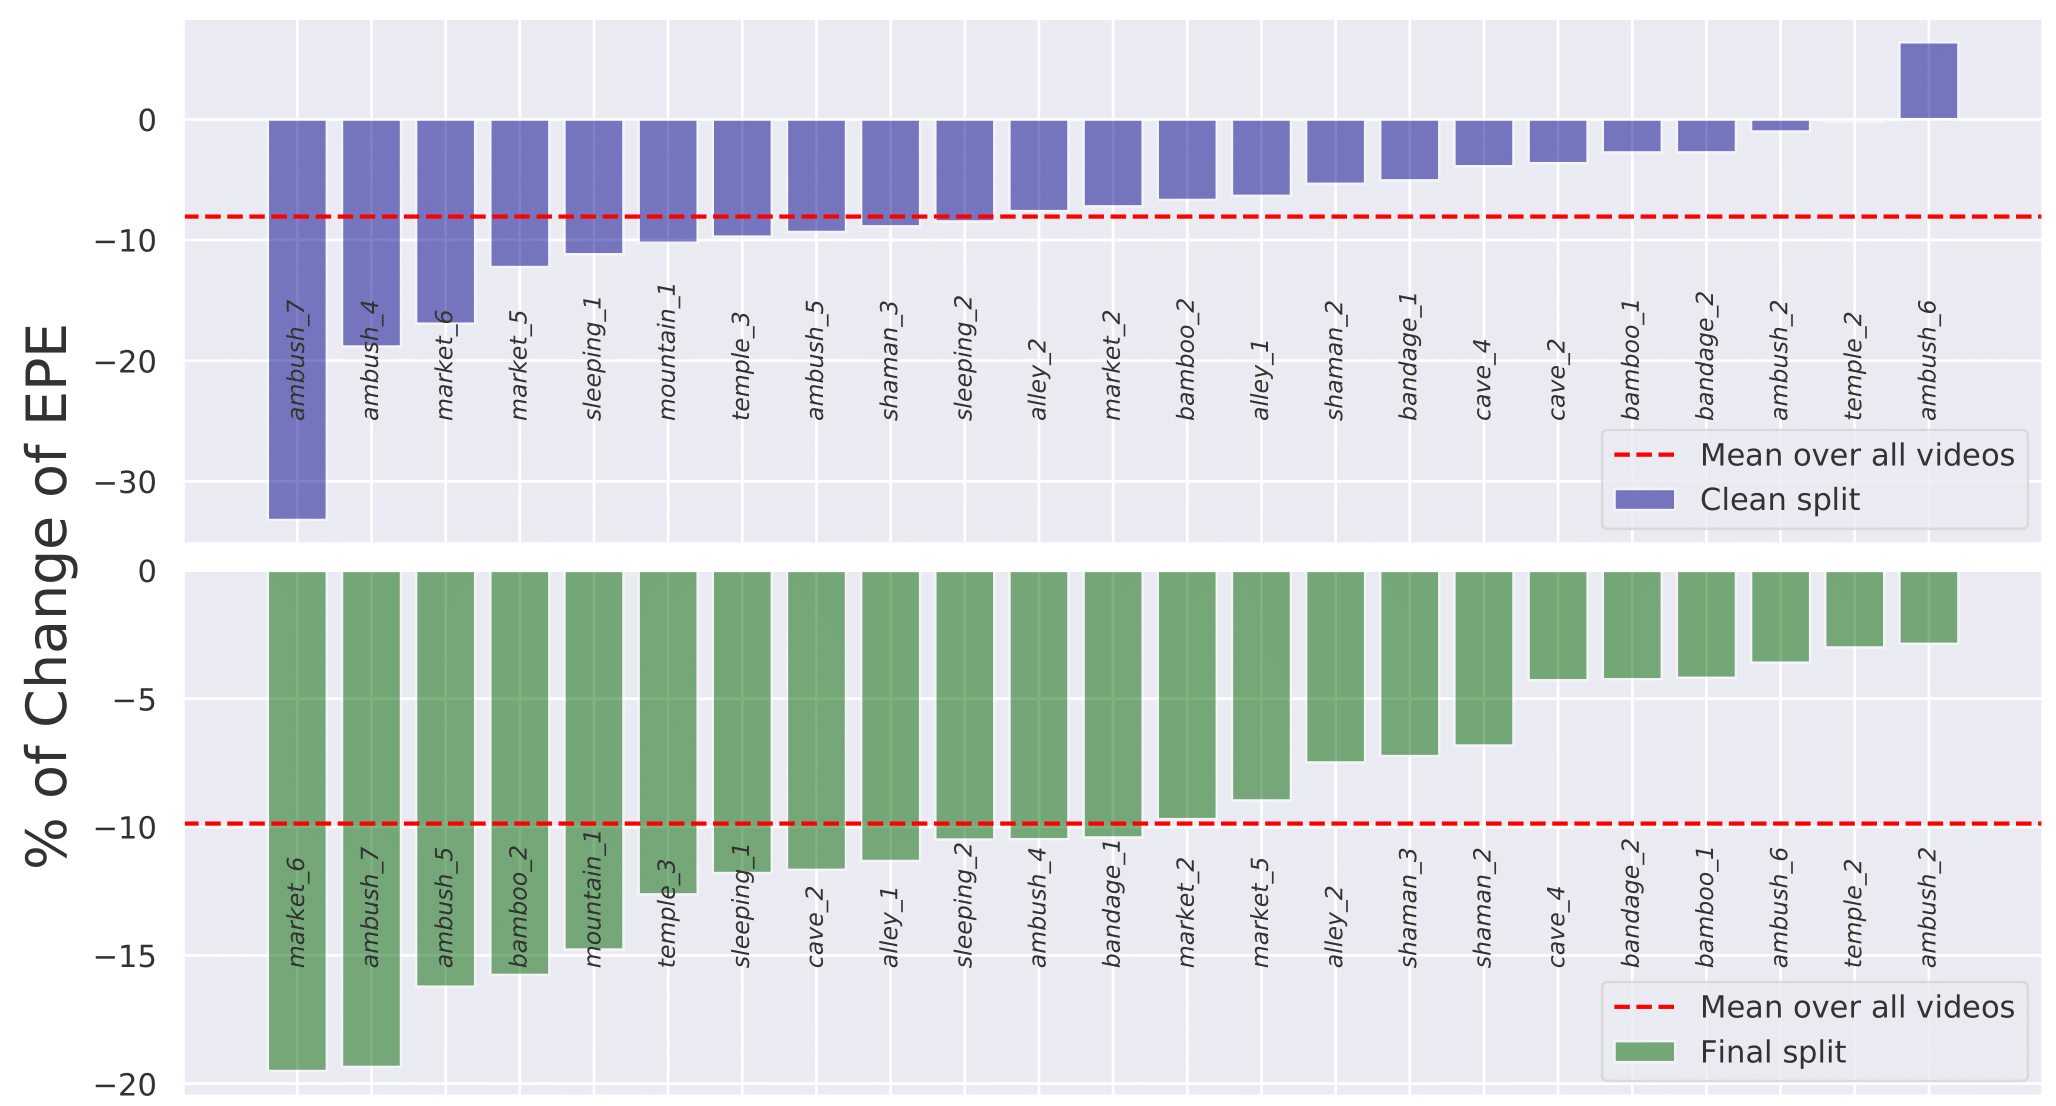 % of Change of EPE
0
−10
−20
−30
ambush_7
ambush_4
market_6
market_5
sleeping_1
mountain_1
temple_3
ambush_5
shaman_3
sleeping_2
alley_2
market_2
bamboo_2
alley_1
shaman_2
bandage_1
cave_4
cave_2
bamboo_1
bandage_2
ambush_2
temple_2
ambush_6
Mean over all videos
Clean split
0
−5
−10
−15
−20
market_6
ambush_7
ambush_5
bamboo_2
mountain_1
temple_3
sleeping_1
cave_2
alley_1
sleeping_2
ambush_4
bandage_1
market_2
market_5
alley_2
shaman_3
shaman_2
cave_4
bandage_2
bamboo_1
ambush_6
temple_2
ambush_2
Mean over all videos
Final split